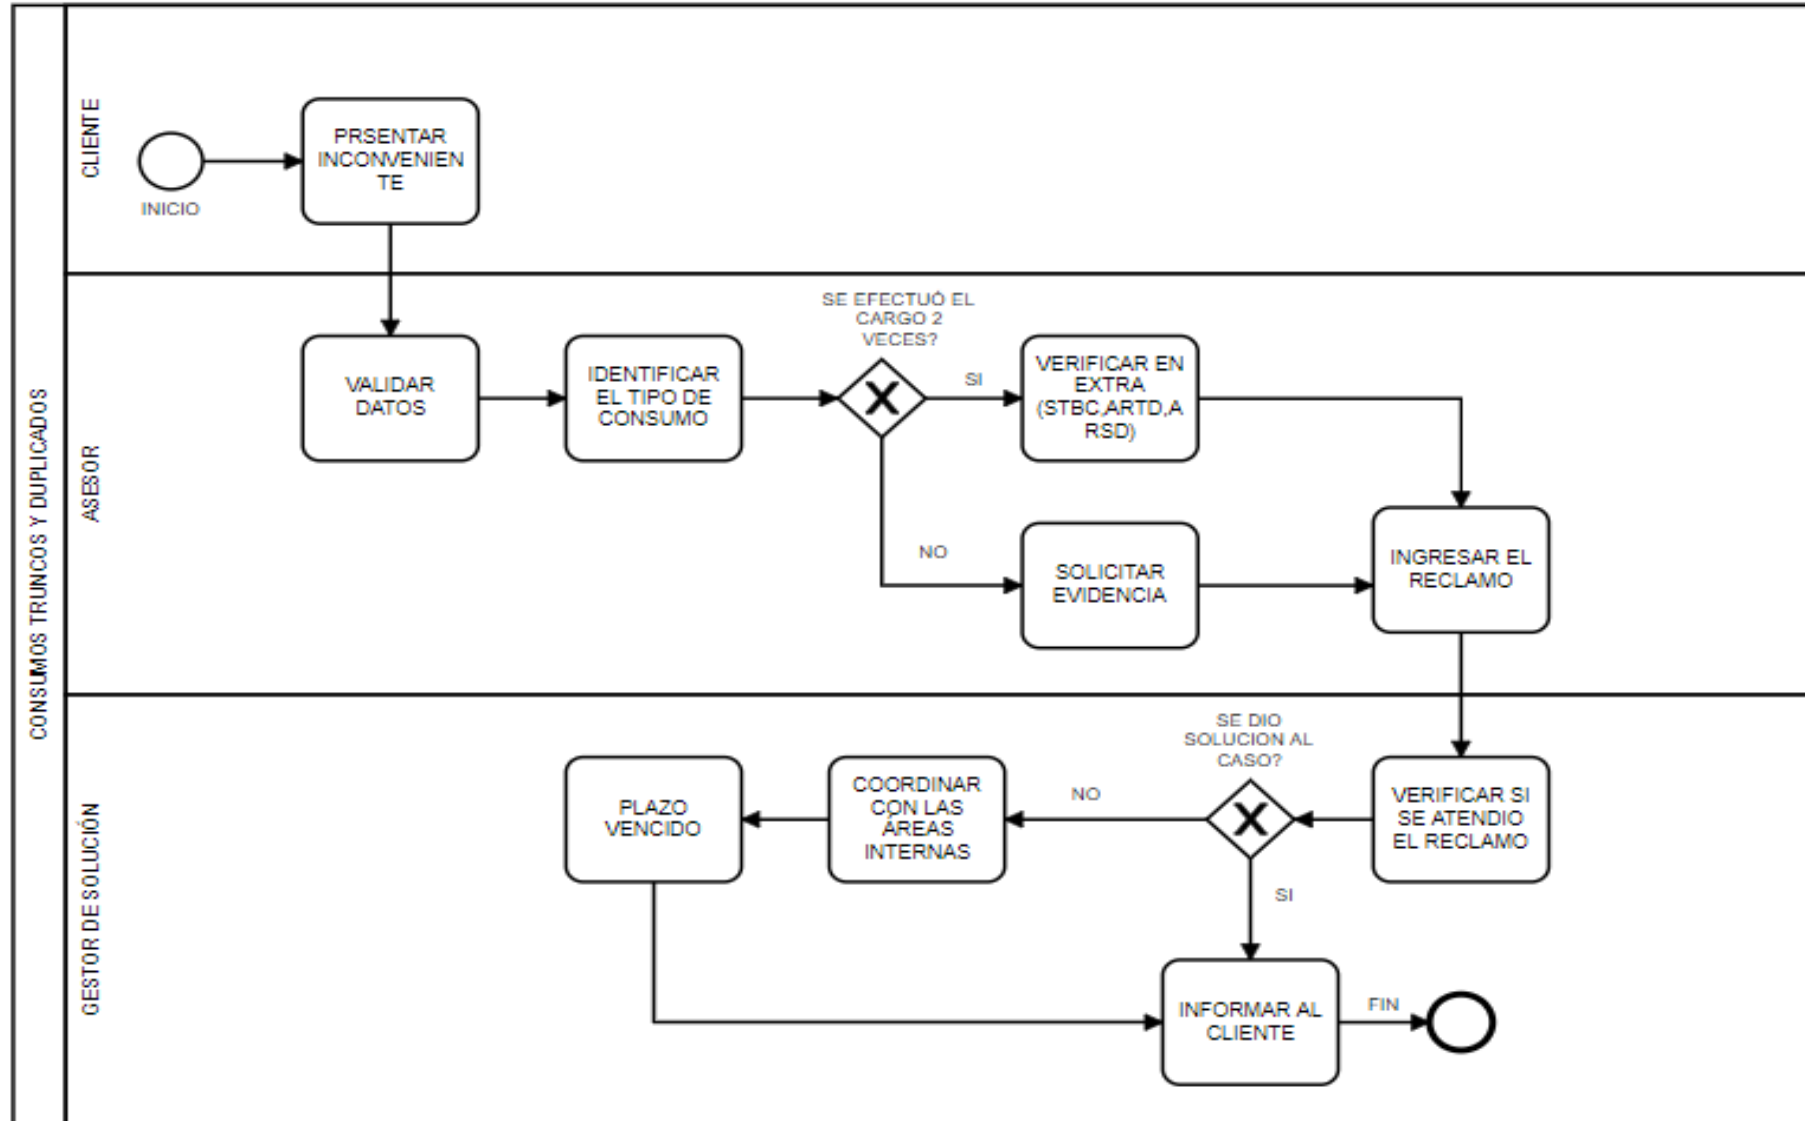 CONSUMOS TRUNCOS Y DUPLICADOS
CLIENTE
INICIO
PRSENTAR
INCONVENIEN
TE
ASESOR
VALIDAR
DATOS
IDENTIFICAR
EL TIPO DE
CONSUMO
SE EFECTUÓ EL
CARGO 2
VECES?
SI
VERIFICAR EN
EXTRA
(STBC,ARTD,A
RSD)
NO
SOLICITAR
EVIDENCIA
INGRESAR EL
RECLAMO
GESTOR DE SOLUCIÓN
VERIFICAR SI
SE ATENDIO
EL RECLAMO
SE DIO
SOLUCION AL
CASO?
NO
COORDINAR
CON LAS
ÁREAS
INTERNAS
PLAZO
VENCIDO
SI
INFORMAR AL
CLIENTE
FIN